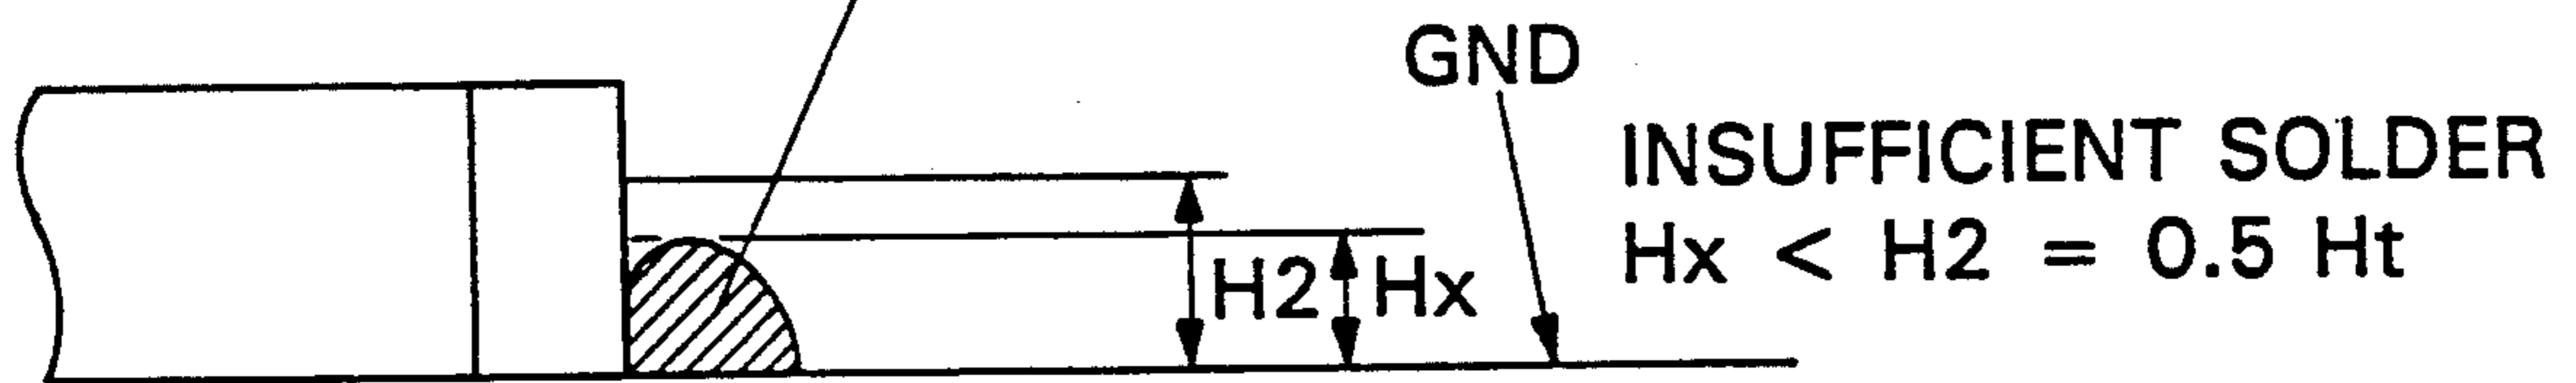 GND
INSUFFICIENT SOLDER
Hx < H2 = 0.5 Ht
H2
Hx